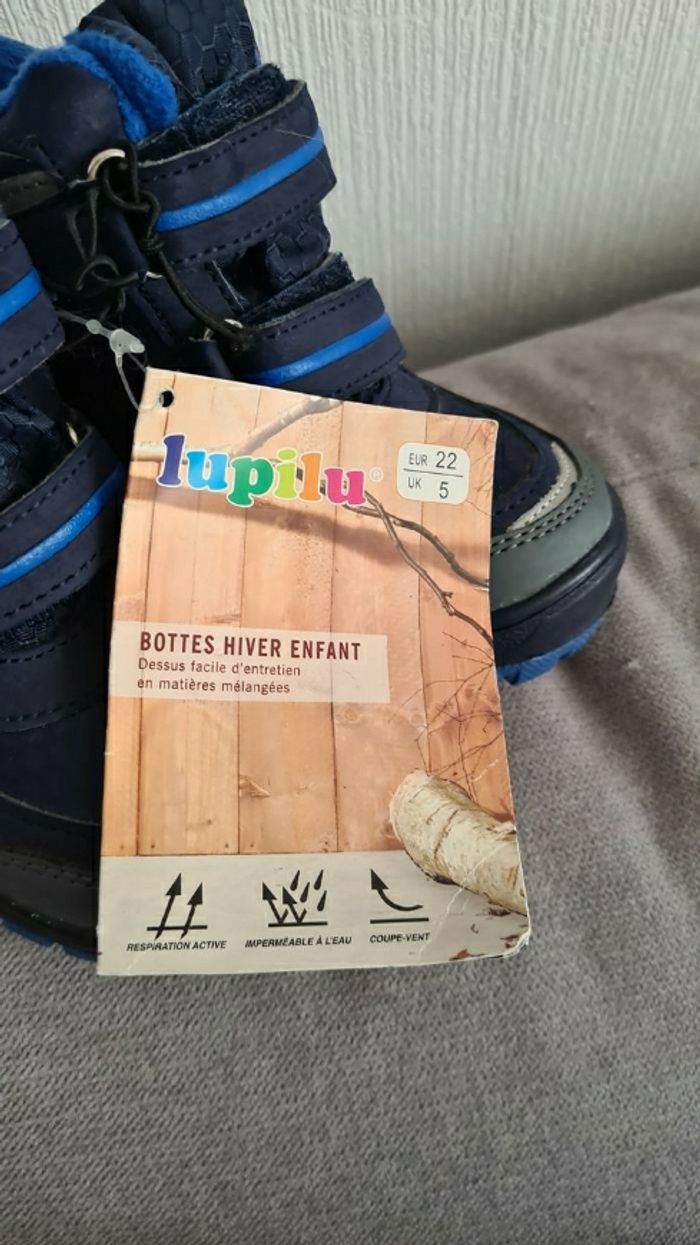 lupilu®
EUR 22
UK 5
BOTTES HIVER ENFANT
Dessus facile d'entretien
en matières mélangées
RESPIRATION ACTIVE
IMPERMÉABLE À L'EAU
COUPE-VENT